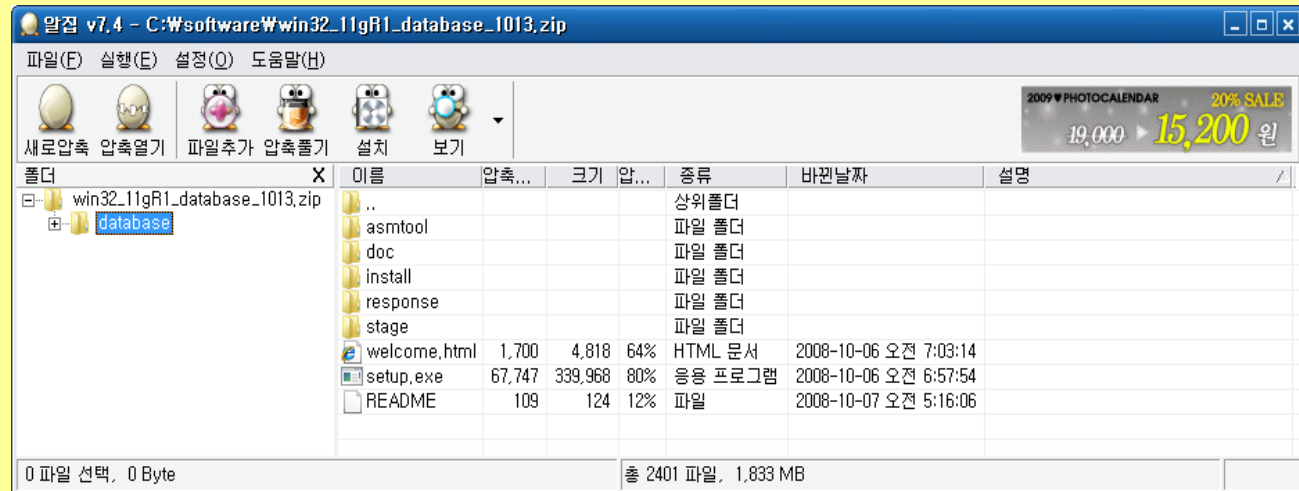 알집 v7.4 - C:₩software₩win32_11gR1_database_1013.zip
파일(F) 실행(E) 설정(O) 도움말(H)
새로압축 압축열기 파일추가 압축풀기 설치 보기
2009♥PHOTOCALENDAR 20% SALE
19,000 ▶ 15,200 원
폴더 X 이름 압축... 크기 압... 종류 바뀐날짜 설명
win32_11gR1_database_1013.zip
database
.. 상위폴더
asmtool 파일 폴더
doc 파일 폴더
install 파일 폴더
response 파일 폴더
stage 파일 폴더
welcome.html 1,700 4,818 64% HTML 문서 2008-10-06 오전 7:03:14
setup.exe 67,747 339,968 80% 응용 프로그램 2008-10-06 오전 6:57:54
README 109 124 12% 파일 2008-10-07 오전 5:16:06
0 파일 선택, 0 Byte 총 2401 파일, 1,833 MB